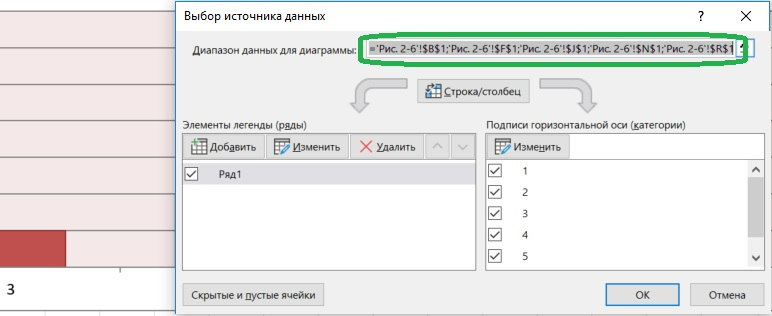 Выбор источника данных
Диапазон данных для диаграммы: ='Рис. 2-6'!$B$1;'Рис. 2-6'!$F$1;'Рис. 2-6'!$J$1;'Рис. 2-6'!$N$1;'Рис. 2-6'!$R$1
Строка/столбец
Элементы легенды (ряды)
Добавить Изменить Удалить
Ряд1
Подписи горизонтальной оси (категории)
Изменить
1
2
3
4
5
3
Скрытые и пустые ячейки
ОК Отмена